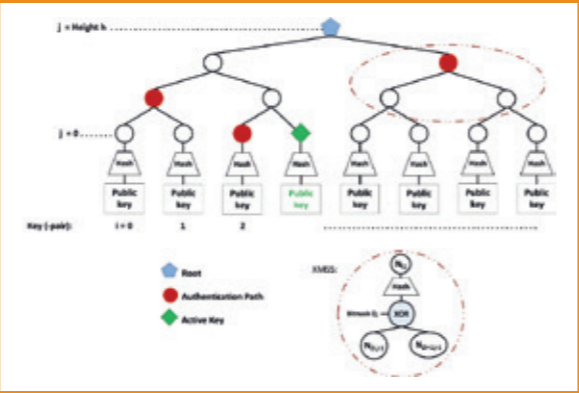 j = Height h
j = 0
Hash Hash Hash Hash Hash Hash Hash Hash
Public key Public key Public key Public key Public key Public key Public key Public key
Key (-pair): i = 0 1 2
Root
Authentication Path
Active Key
XMSS:
Hash
XOR